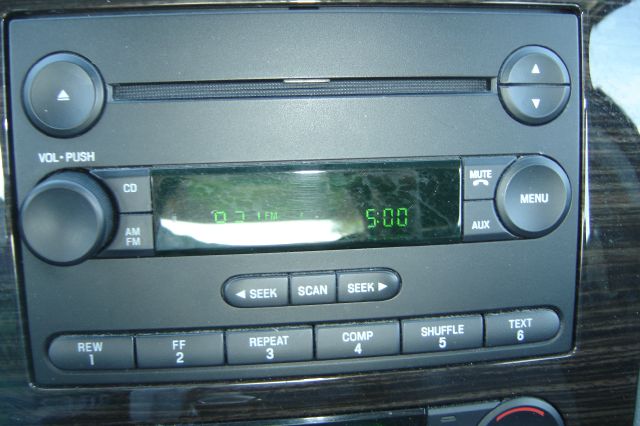 VOL • PUSH
CD
MUTE
AM
FM
MENU
AUX
FM
5:00
◄ SEEK
SCAN
SEEK ►
REW
1
FF
2
REPEAT
3
COMP
4
SHUFFLE
5
TEXT
6